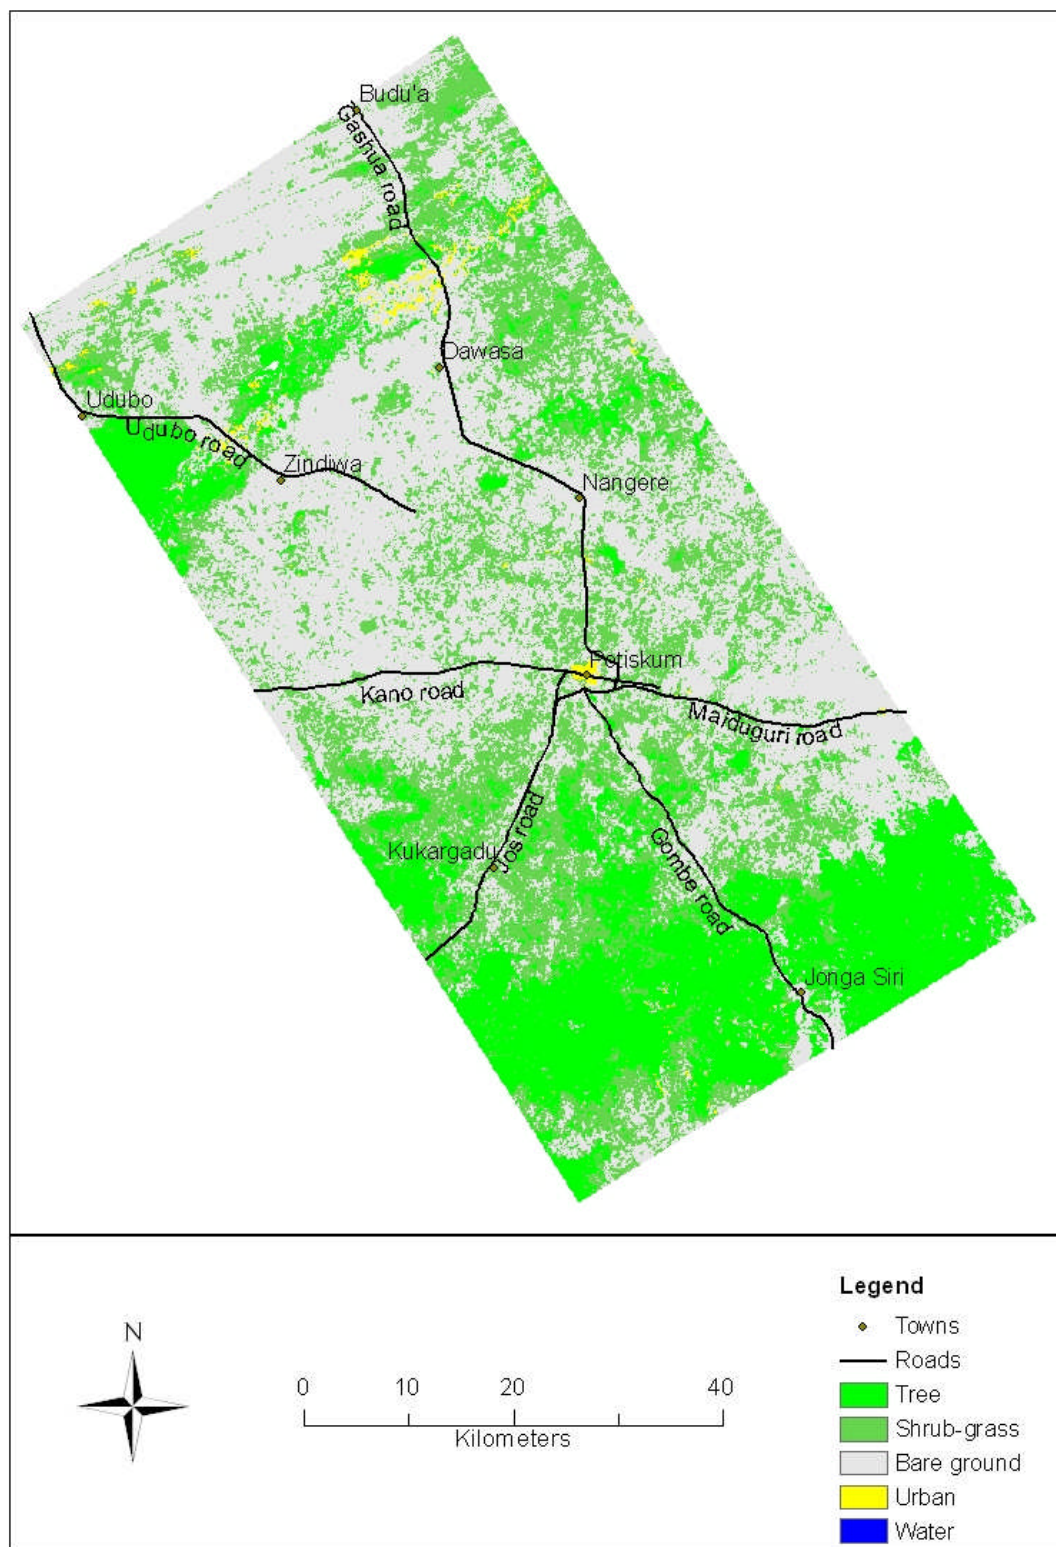 Budu'a
Gashua road
Dawasa
Udubo
Udubo road
Zindiwa
Nangere
Potiskum
Kano road
Maiduguri road
Kukargadu
Jos road
Gombe road
Jonga Siri
N
0 10 20 40
Kilometers
Legend
Towns
Roads
Tree
Shrub-grass
Bare ground
Urban
Water